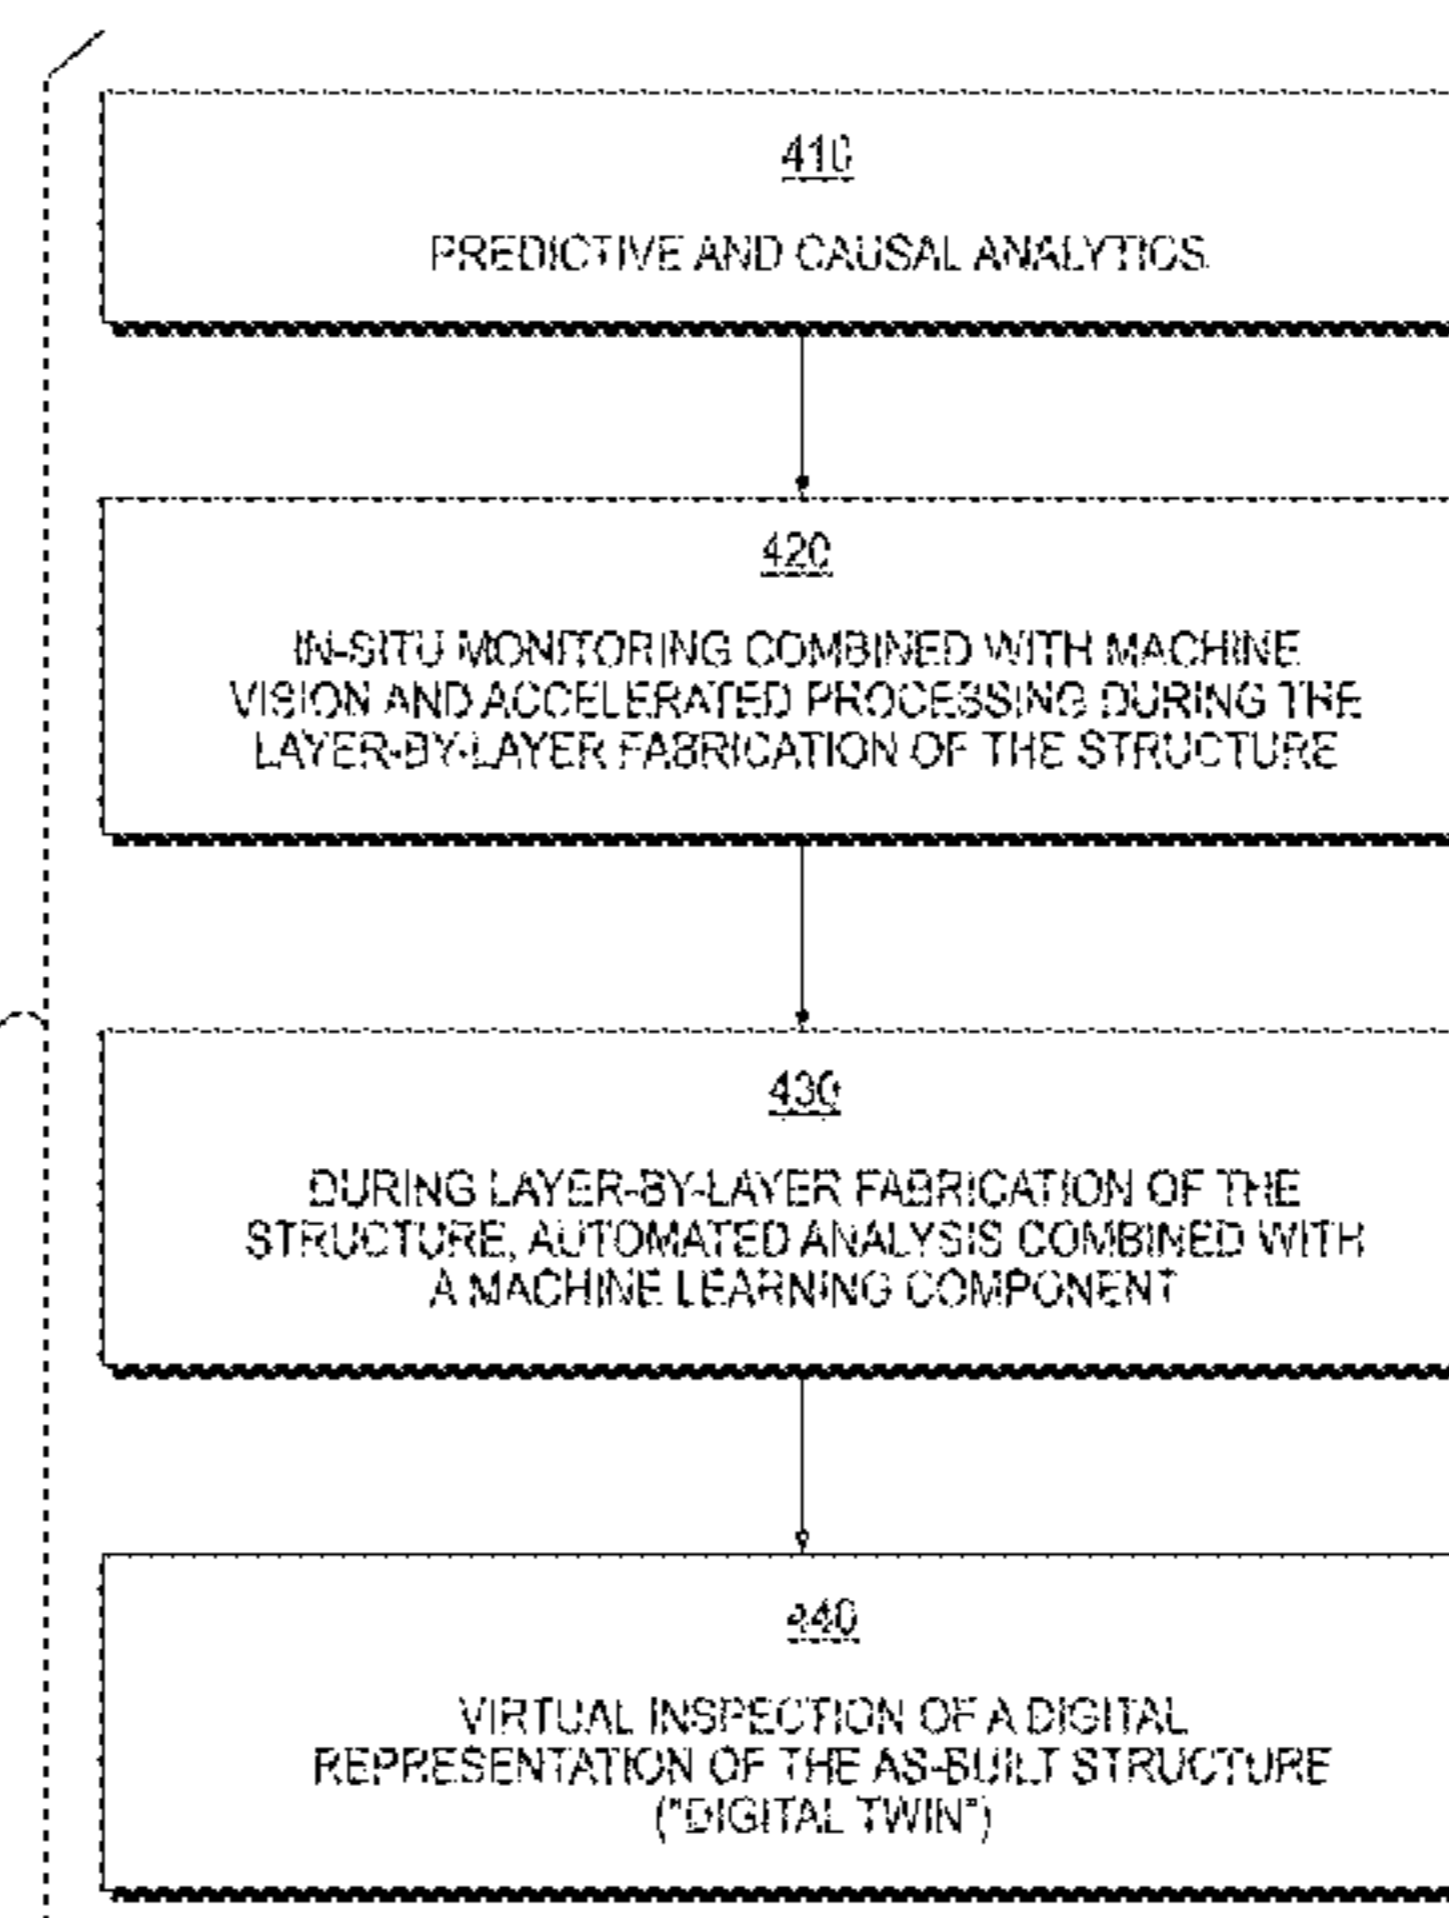 410
PREDICTIVE AND CAUSAL ANALYTICS
420
IN-SITU MONITORING COMBINED WITH MACHINE
VISION AND ACCELERATED PROCESSING DURING THE
LAYER-BY-LAYER FABRICATION OF THE STRUCTURE
430
DURING LAYER-BY-LAYER FABRICATION OF THE
STRUCTURE, AUTOMATED ANALYSIS COMBINED WITH
A MACHINE LEARNING COMPONENT
440
VIRTUAL INSPECTION OF A DIGITAL
REPRESENTATION OF THE AS-BUILT STRUCTURE
("DIGITAL TWIN")